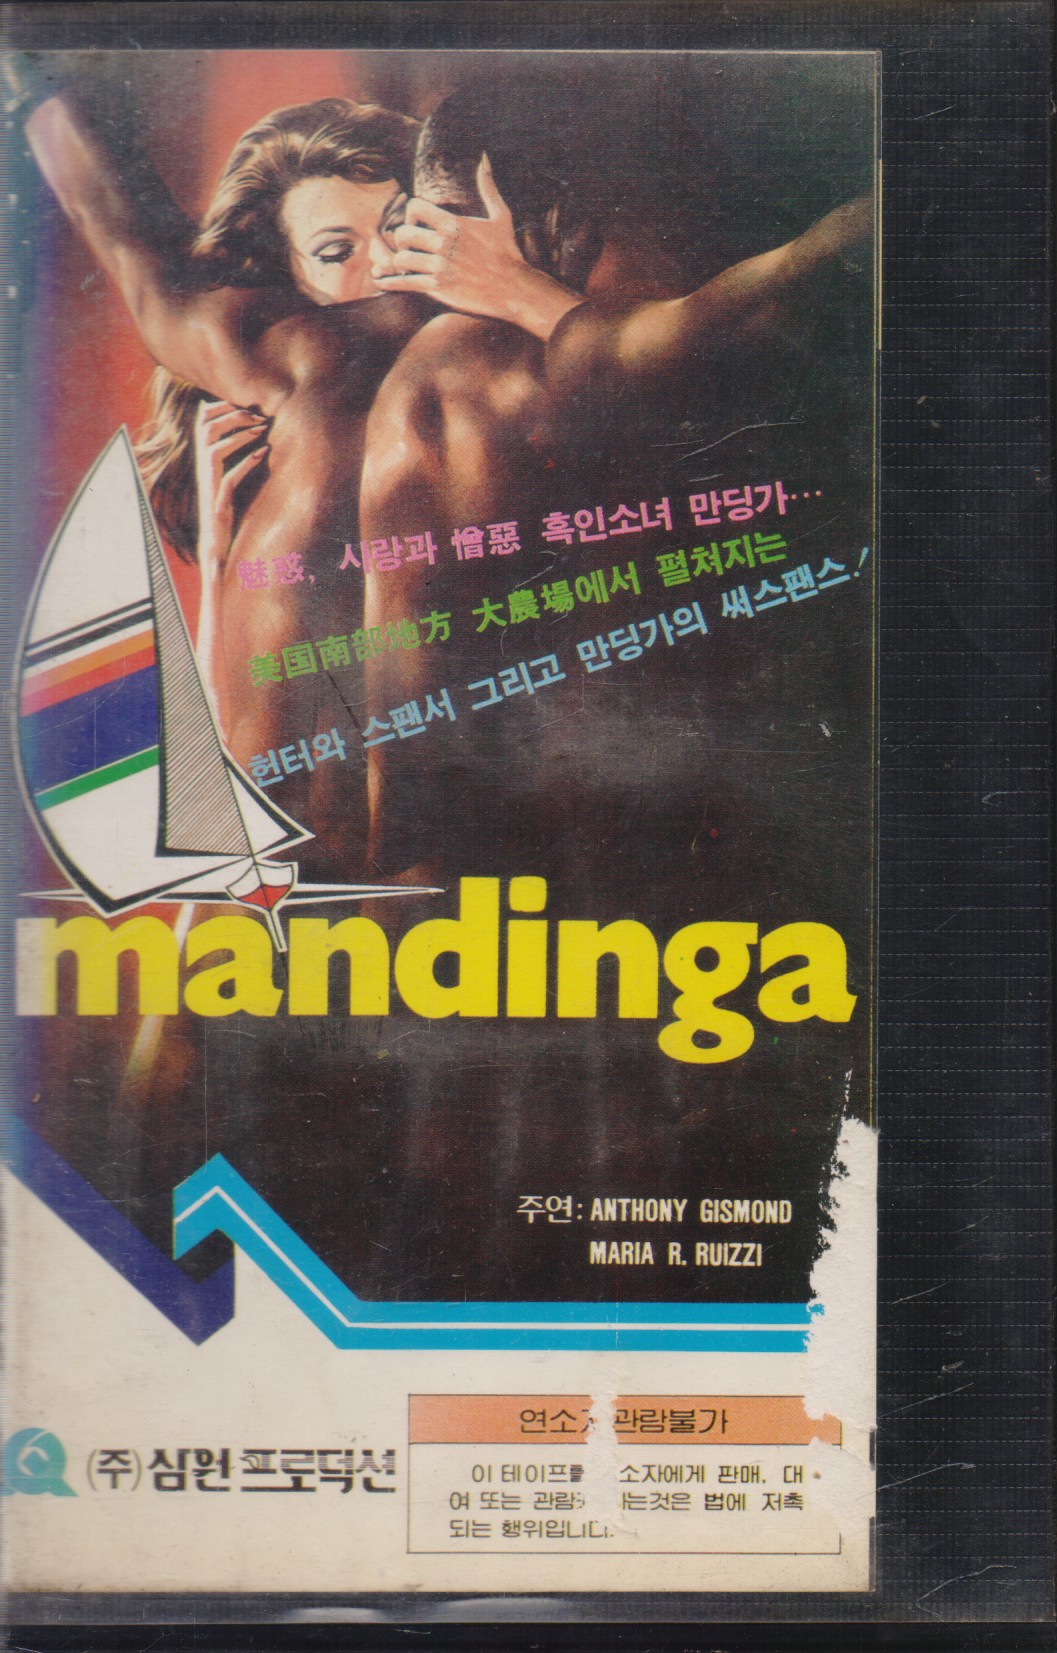 魅惑, 사랑과 憎惡 흑인소녀 만딩가…
美国南部地方 大農場에서 펼쳐지는
헌터와 스팬서 그리고 만딩가의 써스팬스!
mandinga
주연: ANTHONY GISMOND
MARIA R. RUIZZI
(주) 삼원프로덕션
연소 관람불가
이 테이프를 소자에게 판매. 대
여 또는 관람 는것은 법에 저촉
되는 행위입니다.